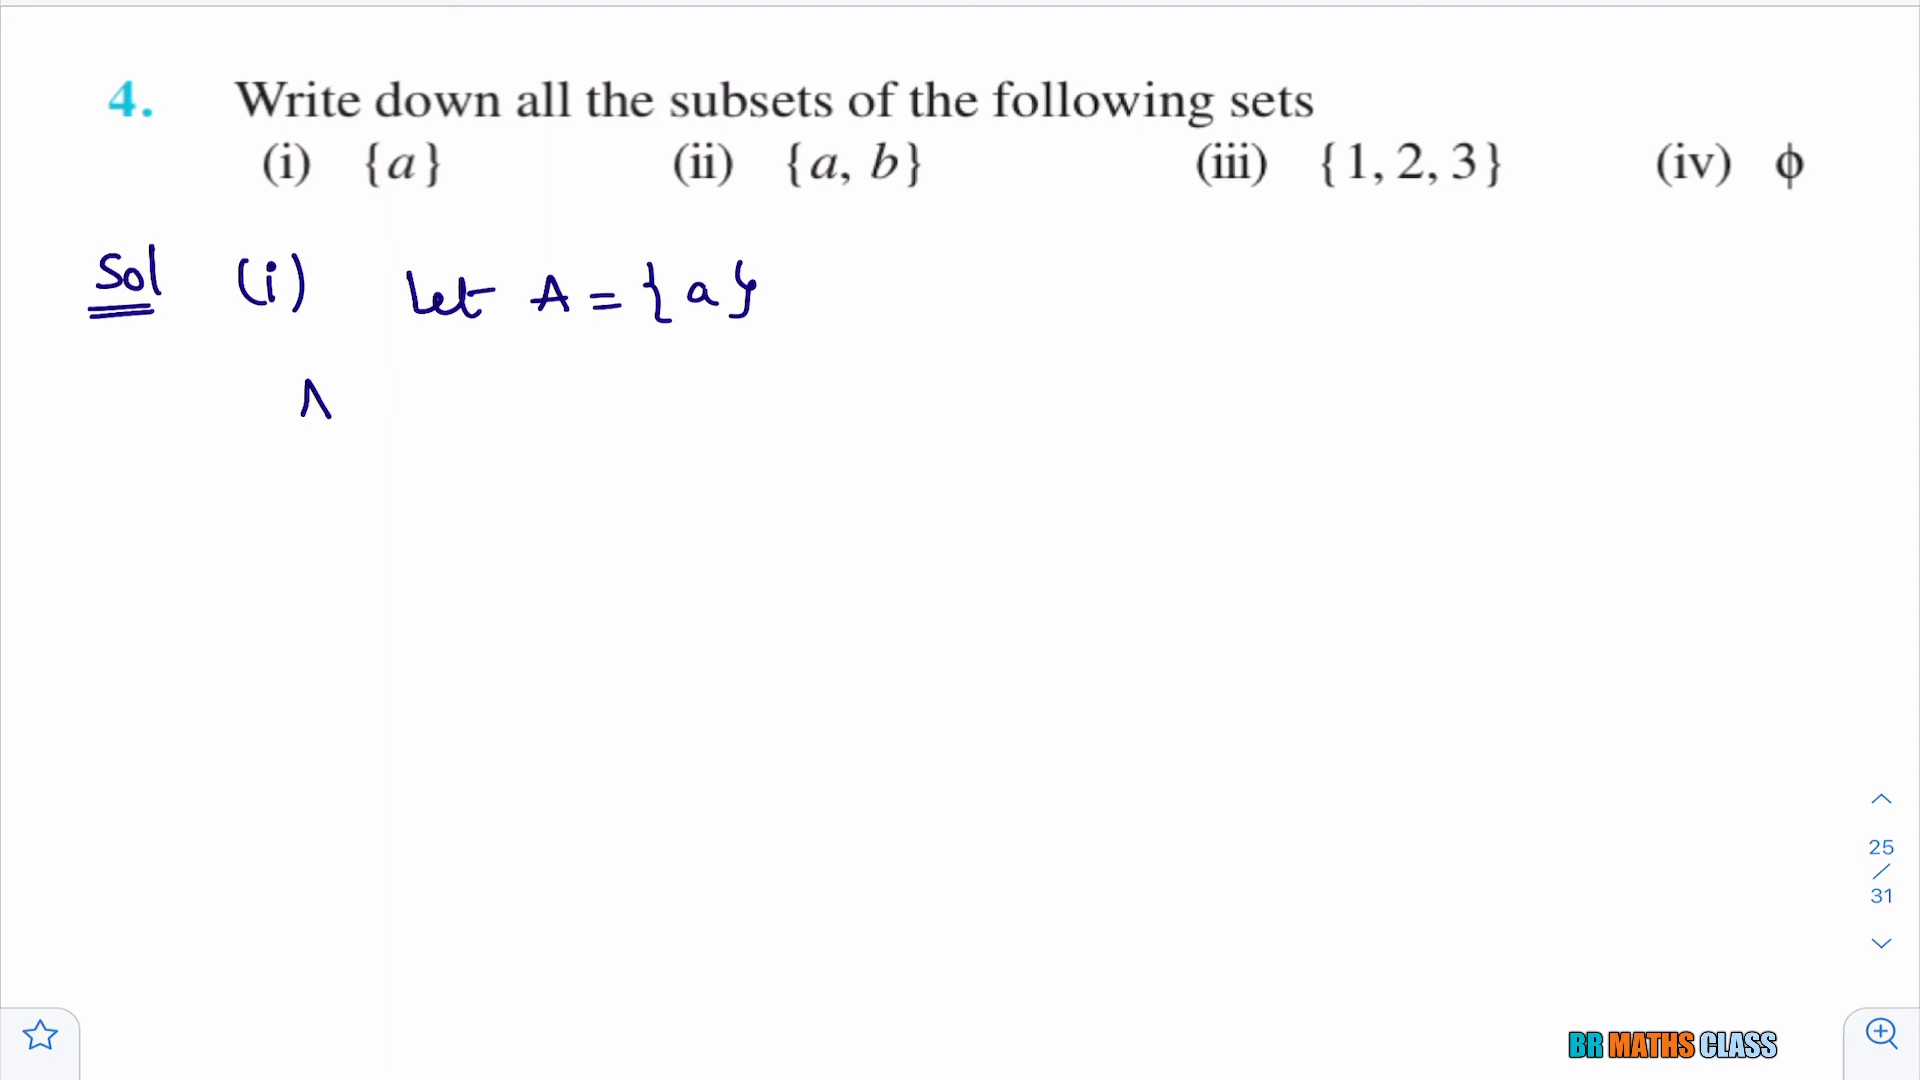 4. Write down all the subsets of the following sets
(i) {a} (ii) {a, b} (iii) {1, 2, 3} (iv) ϕ
Sol (i) let A = {a}
25
/
31
BR MATHS CLASS